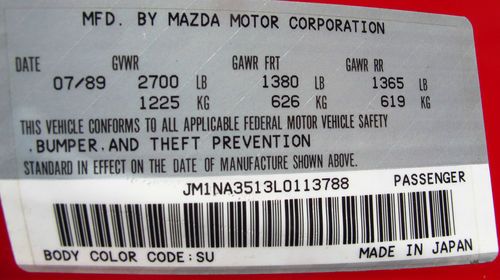 MFD. BY MAZDA MOTOR CORPORATION
DATE GVWR GAWR FRT GAWR RR
07/89 2700 LB 1380 LB 1365 LB
1225 KG 626 KG 619 KG
THIS VEHICLE CONFORMS TO ALL APPLICABLE FEDERAL MOTOR VEHICLE SAFETY
.BUMPER.AND THEFT PREVENTION
STANDARD IN EFFECT ON THE DATE OF MANUFACTURE SHOWN ABOVE.
JM1NA3513L0113788 PASSENGER
BODY COLOR CODE:SU MADE IN JAPAN